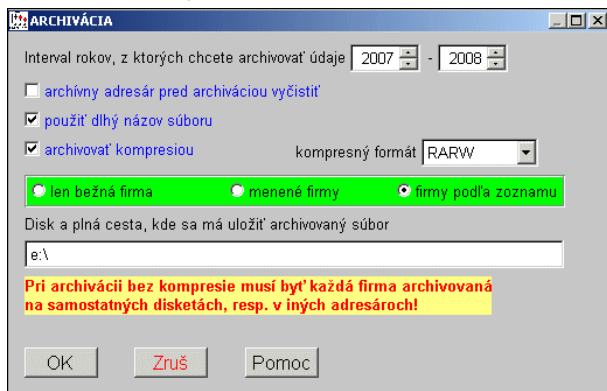 ARCHIVÁCIA
Interval rokov, z ktorých chcete archivovať údaje 2007 - 2008
archívny adresár pred archiváciou vyčistiť
použiť dlhý názov súboru
archivovať kompresiou kompresný formát RARW
len bežná firma menené firmy firmy podľa zoznamu
Disk a plná cesta, kde sa má uložiť archivovaný súbor
e:\
Pri archivácii bez kompresie musí byť každá firma archivovaná
na samostatných disketách, resp. v iných adresároch!
OK Zruš Pomoc